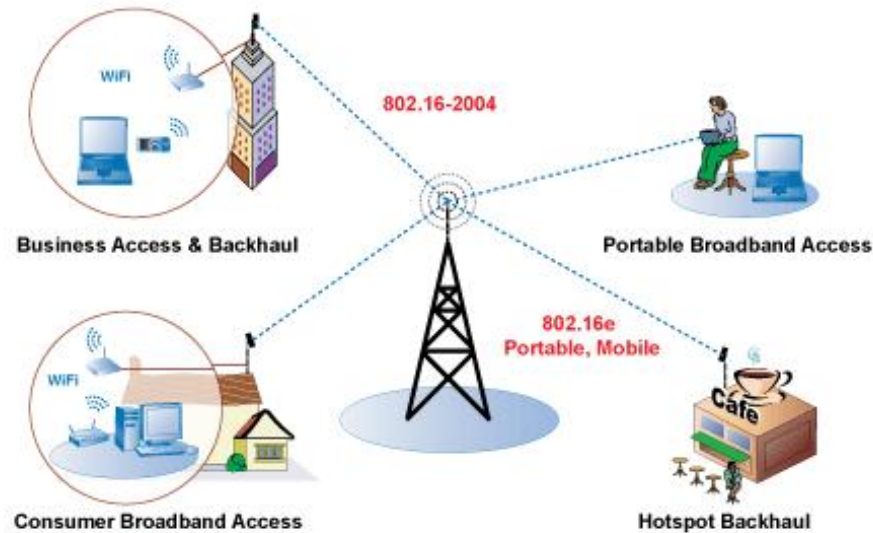 WiFi
802.16-2004
Business Access & Backhaul
Portable Broadband Access
802.16e
Portable, Mobile
WiFi
Cafe
Consumer Broadband Access
Hotspot Backhaul